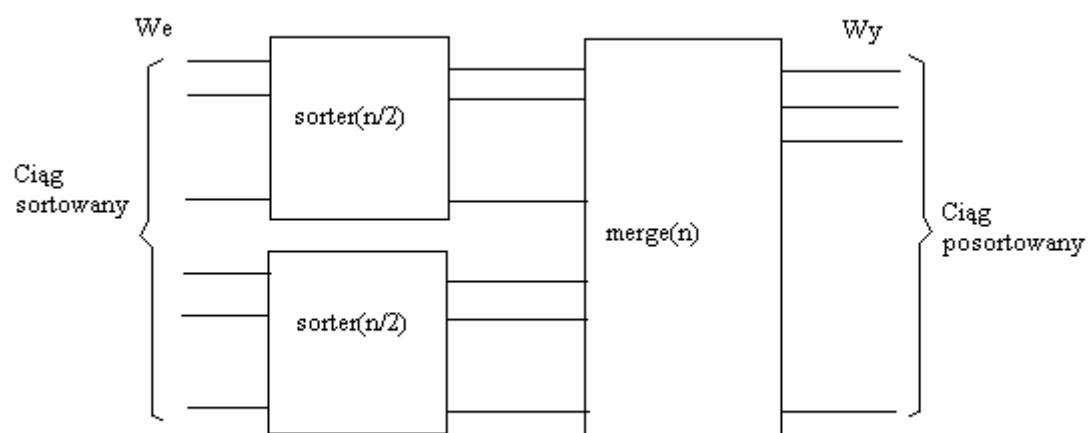 We
Wy
sorter(n/2)
Ciąg
sortowany
merge(n)
Ciąg
posortowany
sorter(n/2)